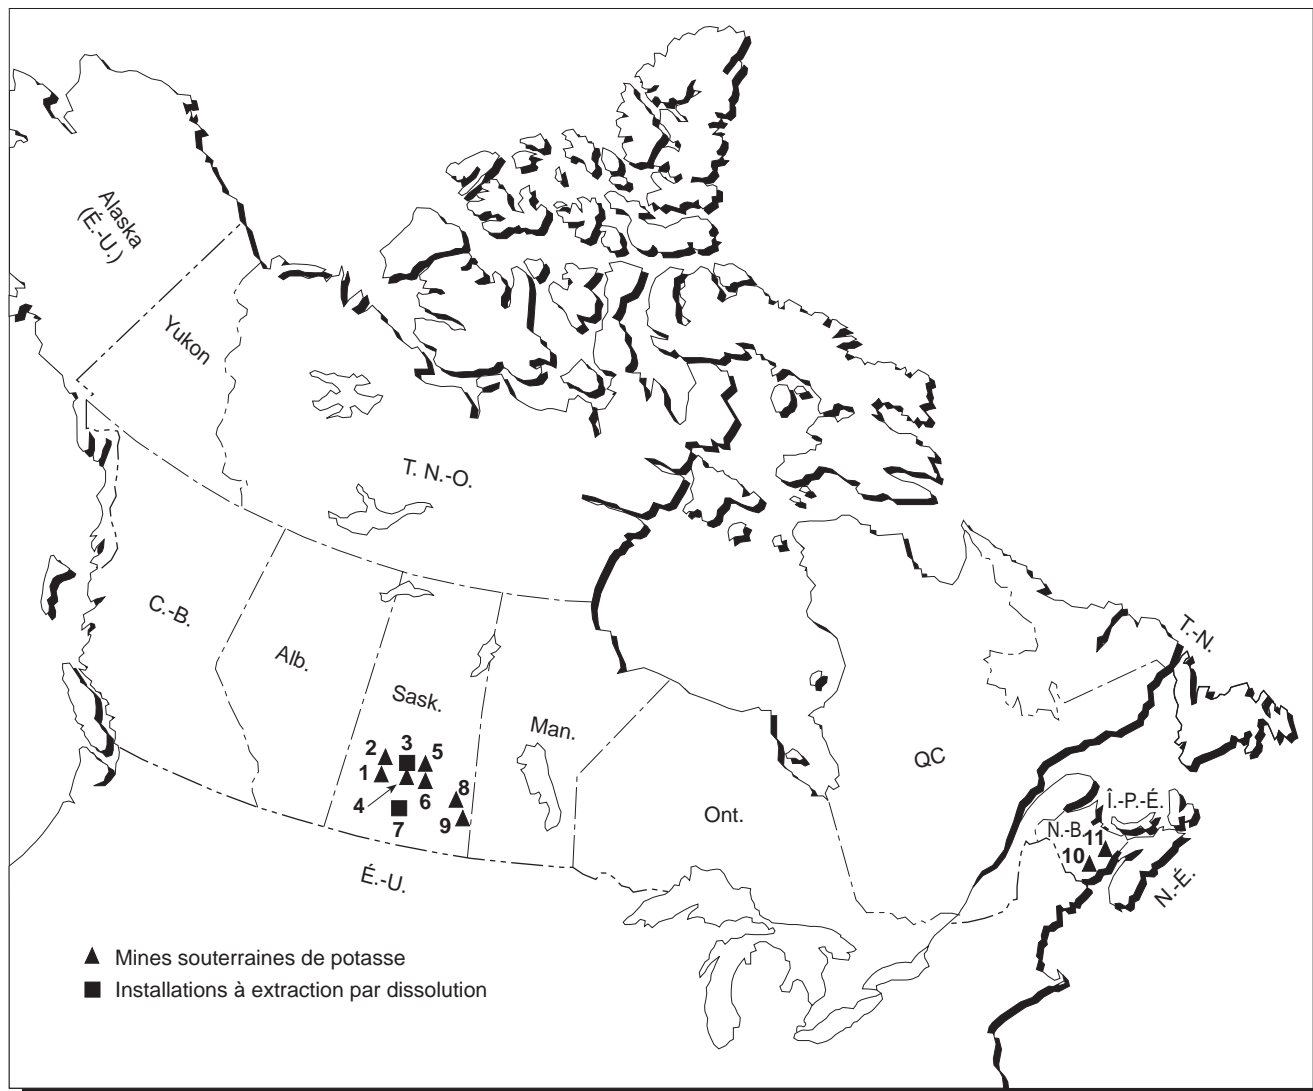 Alaska
(É.-U.)
Yukon
T. N.-O.
C.-B.
Alb.
Sask.
Man.
T.-N.
QC
Ont.
2
3
5
1
4
6
8
7
9
É.-U.
Î.-P.-É.
N.-B.
11
10
N.-É.
Mines souterraines de potasse
Installations à extraction par dissolution